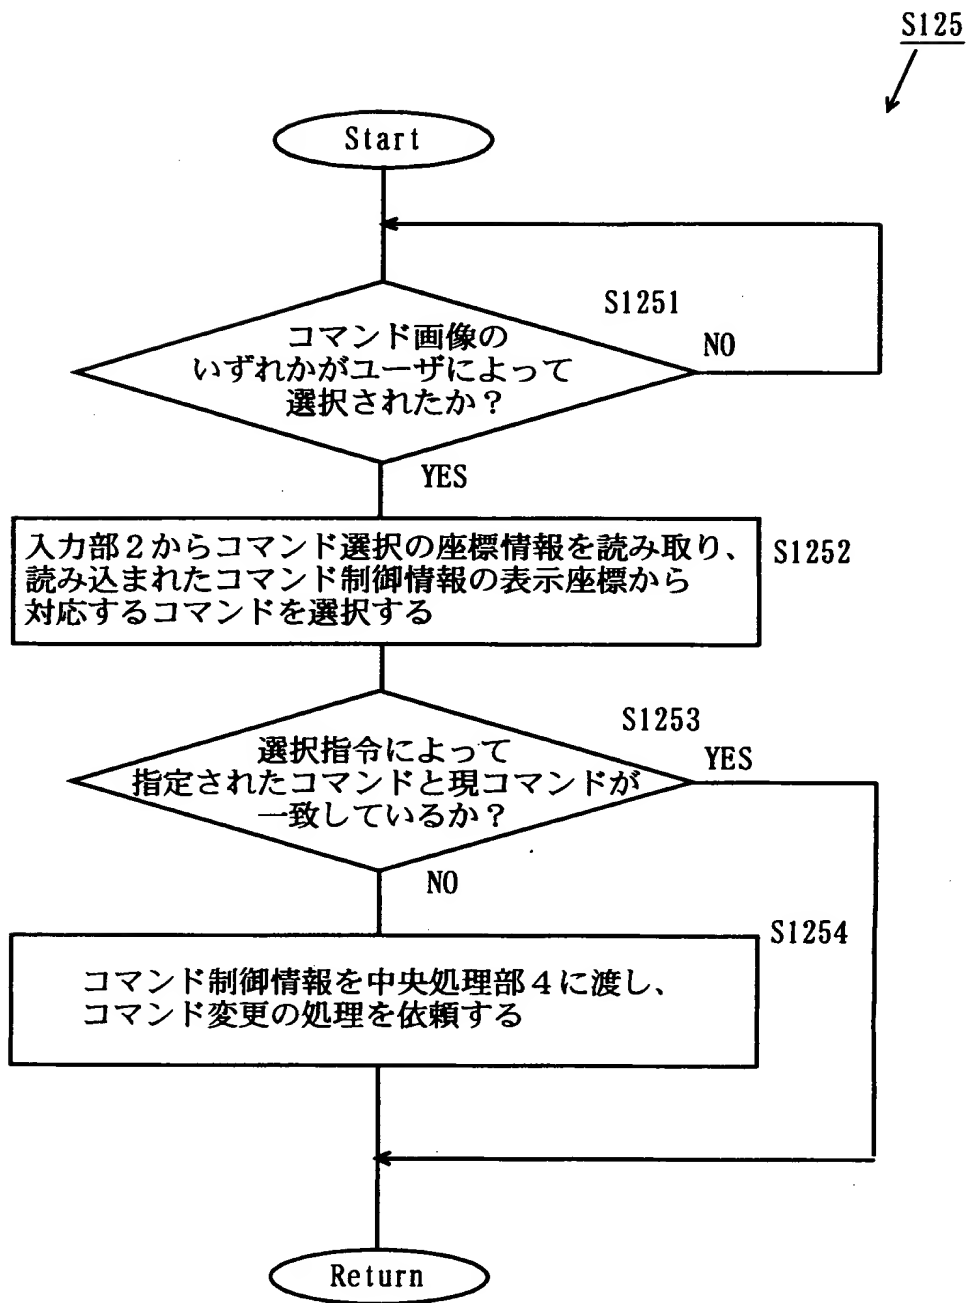 S125
Start
S1251
コマンド画像の
いずれかがユーザによって
選択されたか？
NO
YES
入力部２からコマンド選択の座標情報を読み取り、
読み込まれたコマンド制御情報の表示座標から
対応するコマンドを選択する
S1252
S1253
選択指令によって
指定されたコマンドと現コマンドが
一致しているか？
YES
NO
S1254
コマンド制御情報を中央処理部４に渡し、
コマンド変更の処理を依頼する
Return